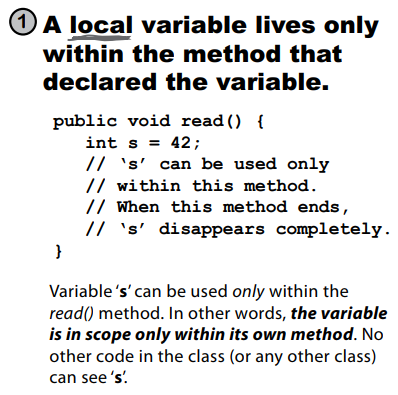 1 A local variable lives only
within the method that
declared the variable.
public void read() {
int s = 42;
// ‘s’ can be used only
// within this method.
// When this method ends,
// ‘s’ disappears completely.
}
Variable ‘s’ can be used only within the
read() method. In other words, the variable
is in scope only within its own method. No
other code in the class (or any other class)
can see ‘s’.